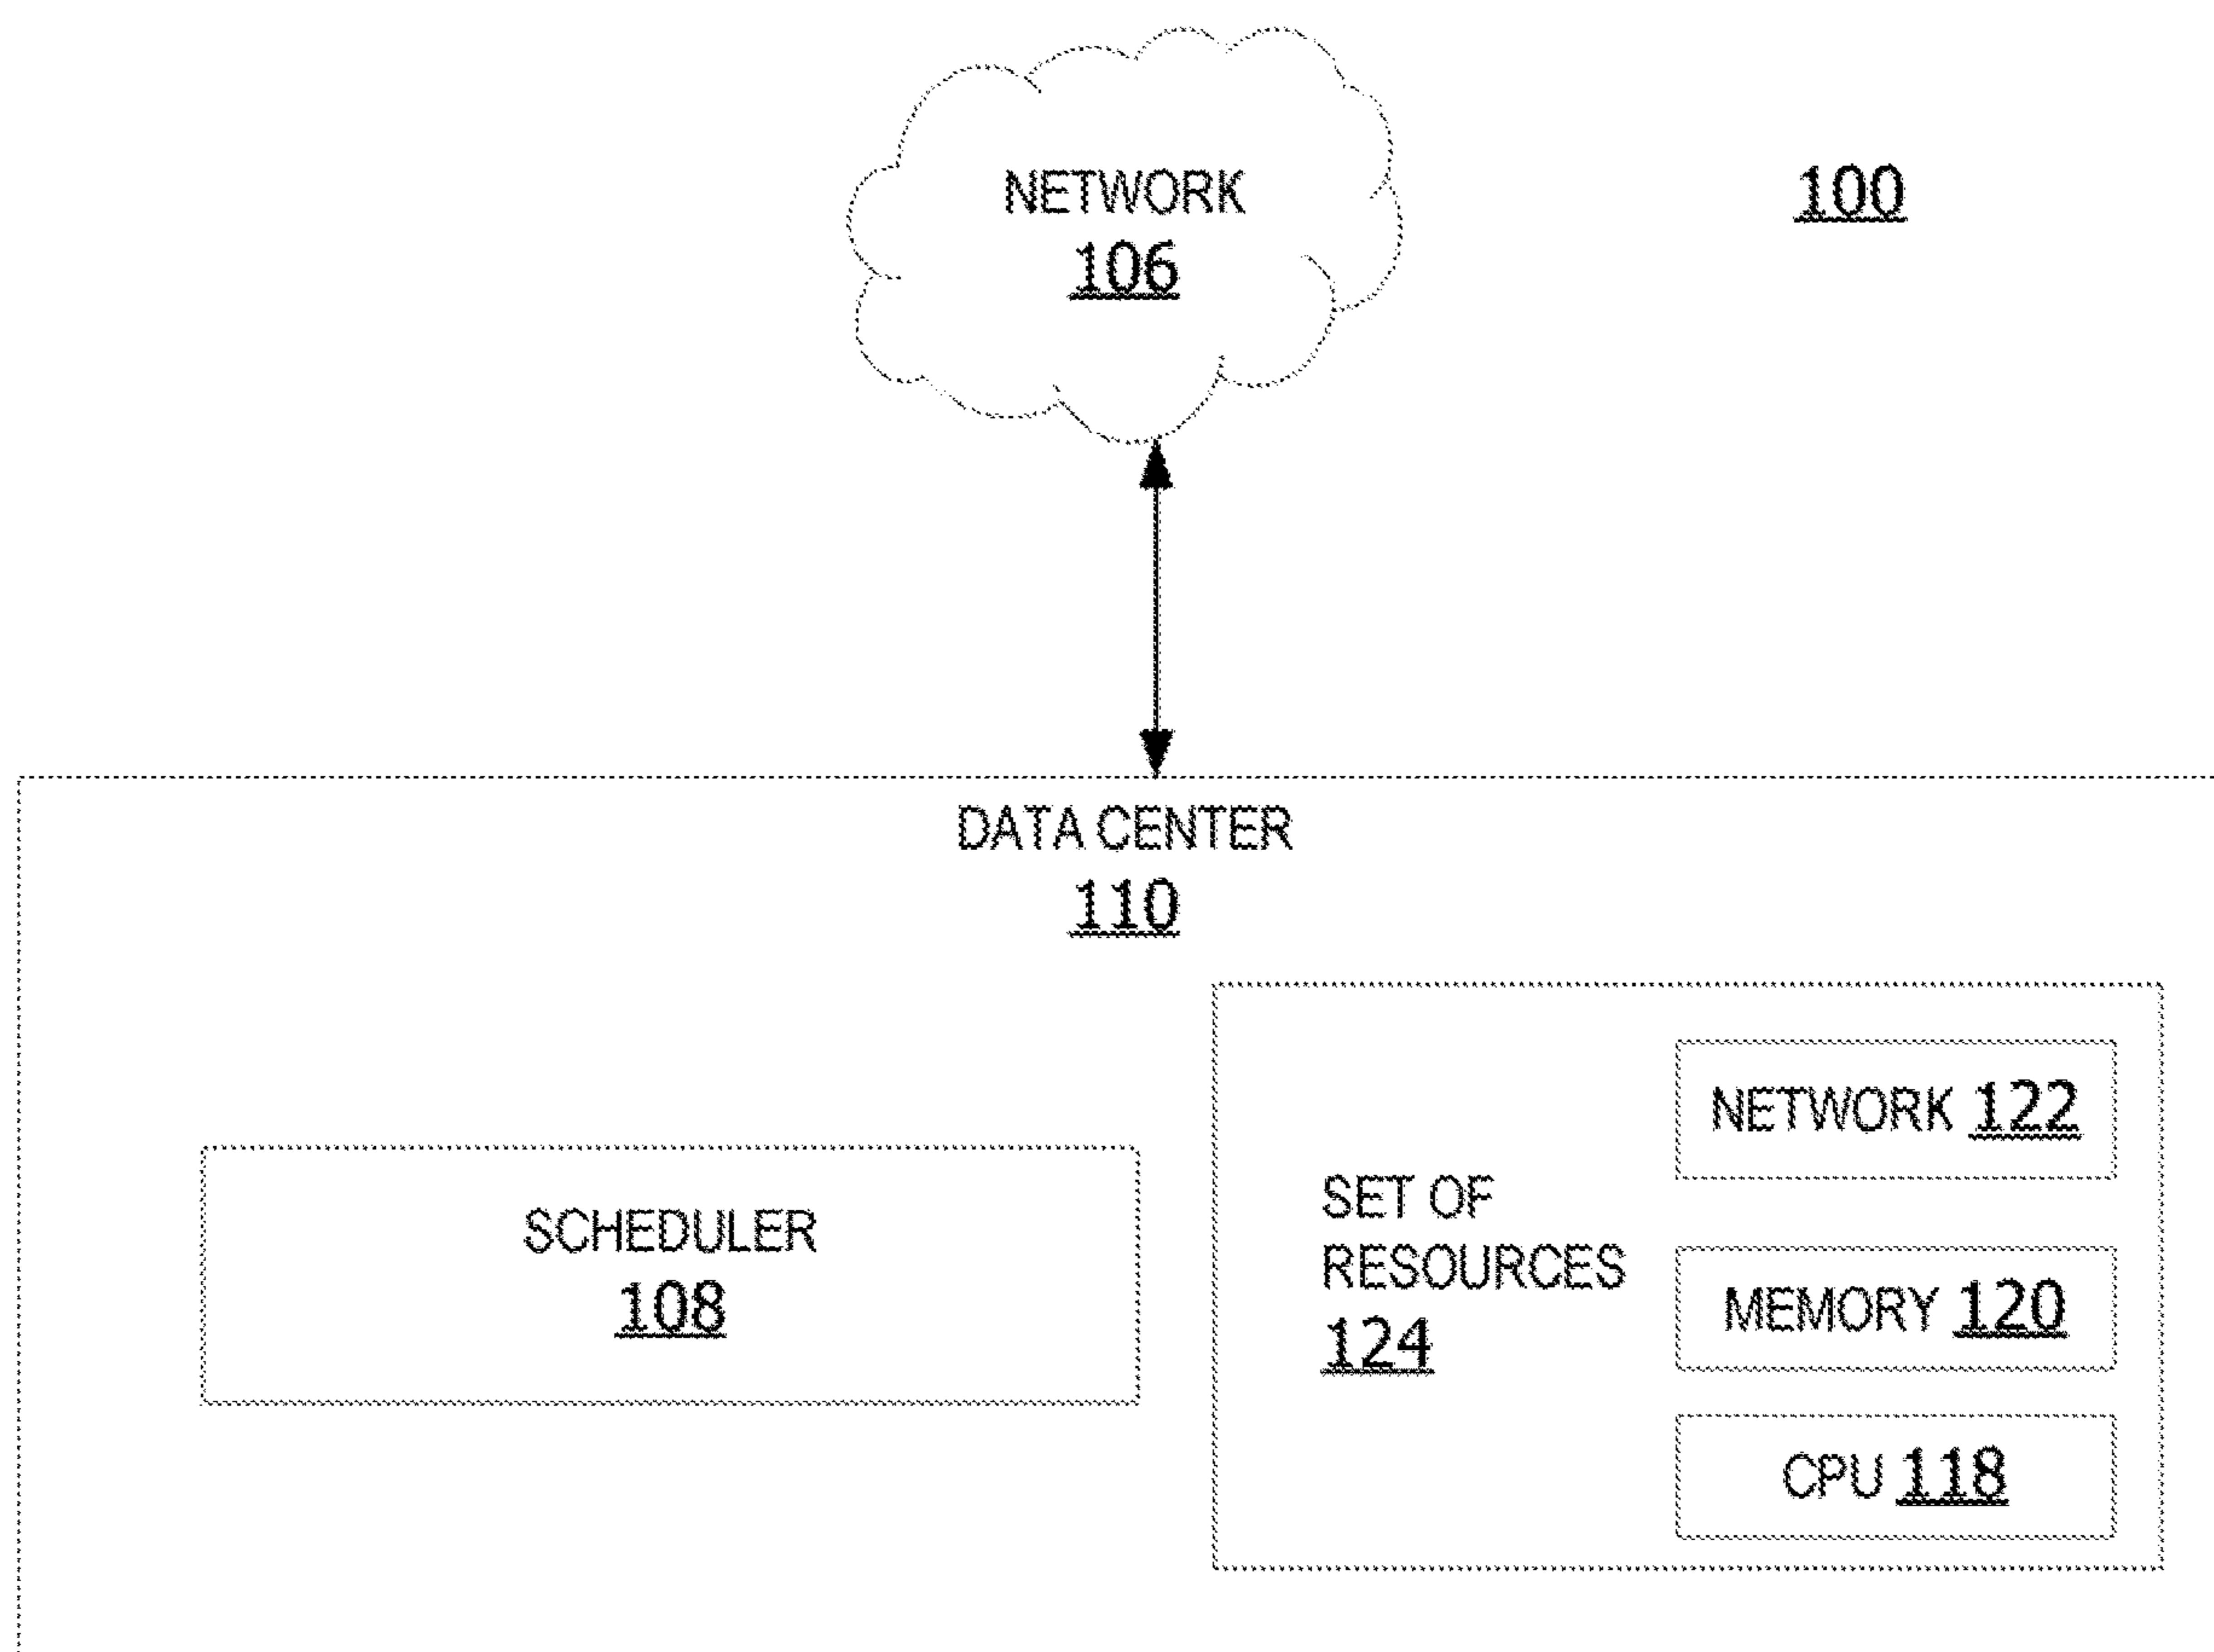 NETWORK
106
100
DATA CENTER
110
SCHEDULER
108
SET OF
RESOURCES
124
NETWORK 122
MEMORY 120
CPU 118